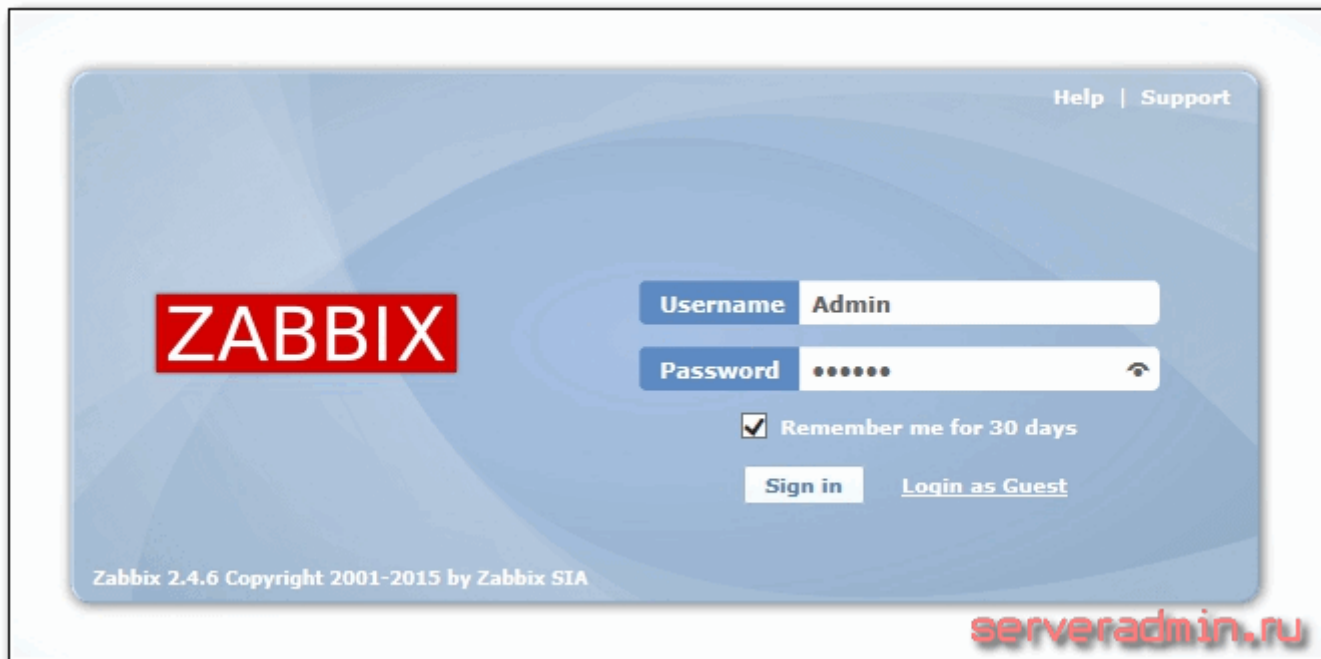 Help | Support
ZABBIX
Username Admin
Password ••••••
Remember me for 30 days
Sign in Login as Guest
Zabbix 2.4.6 Copyright 2001-2015 by Zabbix SIA
serveradmin.ru